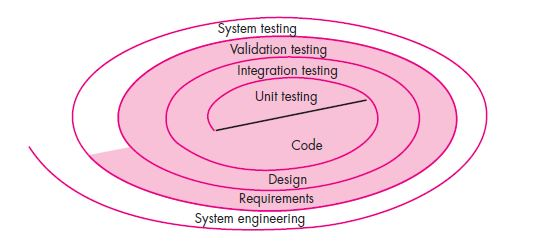 System testing
Validation testing
Integration testing
Unit testing
Code
Design
Requirements
System engineering